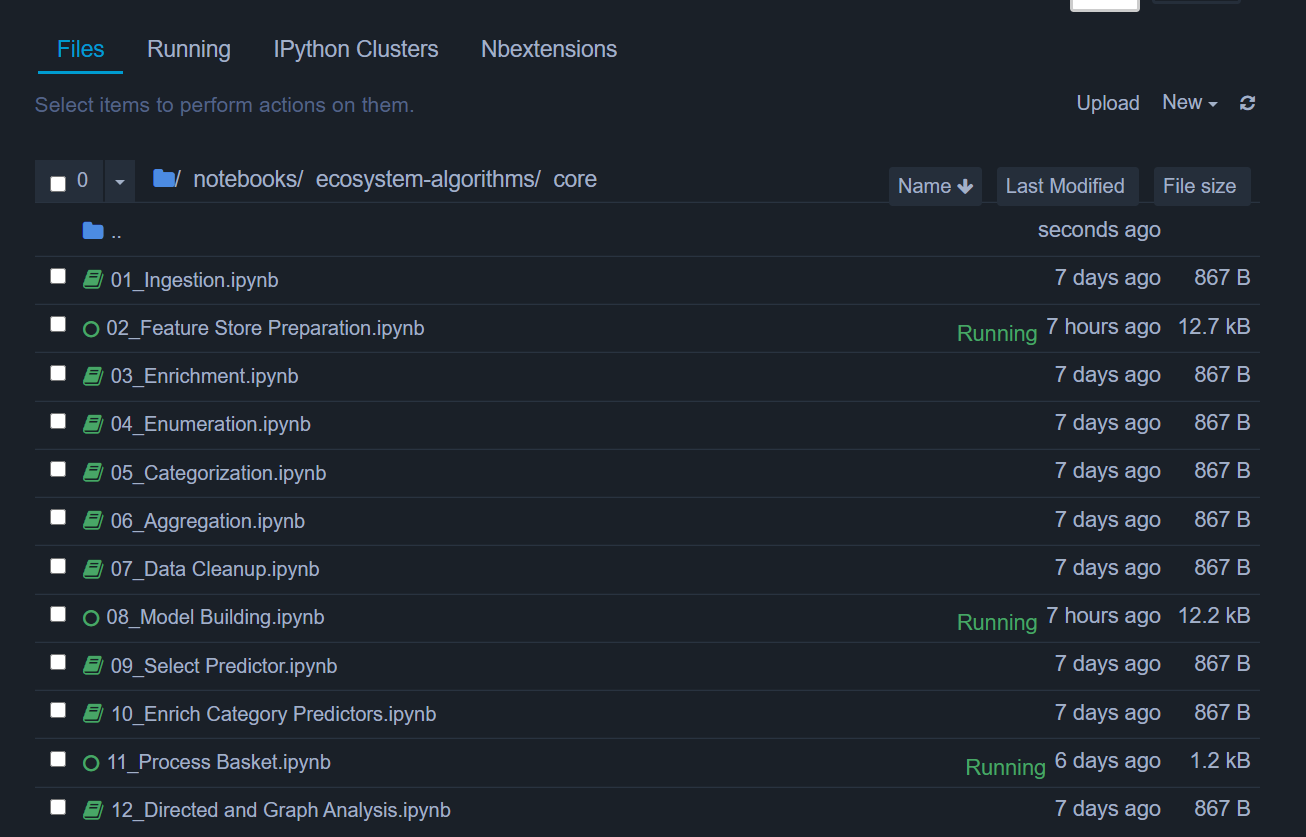 Files Running IPython Clusters Nbextensions
Select items to perform actions on them.
Upload New
0 / notebooks/ ecosystem-algorithms/ core
Name Last Modified File size
.. seconds ago
01_Ingestion.ipynb 7 days ago 867 B
02_Feature Store Preparation.ipynb Running 7 hours ago 12.7 kB
03_Enrichment.ipynb 7 days ago 867 B
04_Enumeration.ipynb 7 days ago 867 B
05_Categorization.ipynb 7 days ago 867 B
06_Aggregation.ipynb 7 days ago 867 B
07_Data Cleanup.ipynb 7 days ago 867 B
08_Model Building.ipynb Running 7 hours ago 12.2 kB
09_Select Predictor.ipynb 7 days ago 867 B
10_Enrich Category Predictors.ipynb 7 days ago 867 B
11_Process Basket.ipynb Running 6 days ago 1.2 kB
12_Directed and Graph Analysis.ipynb 7 days ago 867 B